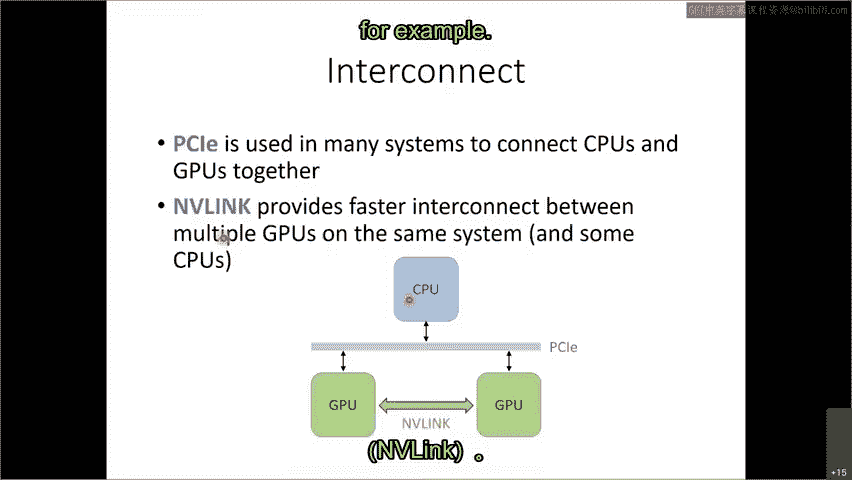 for example.
Interconnect
• PCIe is used in many systems to connect CPUs and
GPUs together
• NVLINK provides faster interconnect between
multiple GPUs on the same system (and some
CPUs)
CPU
PCIe
GPU
GPU
NVLINK
(NVLink) 。
+15